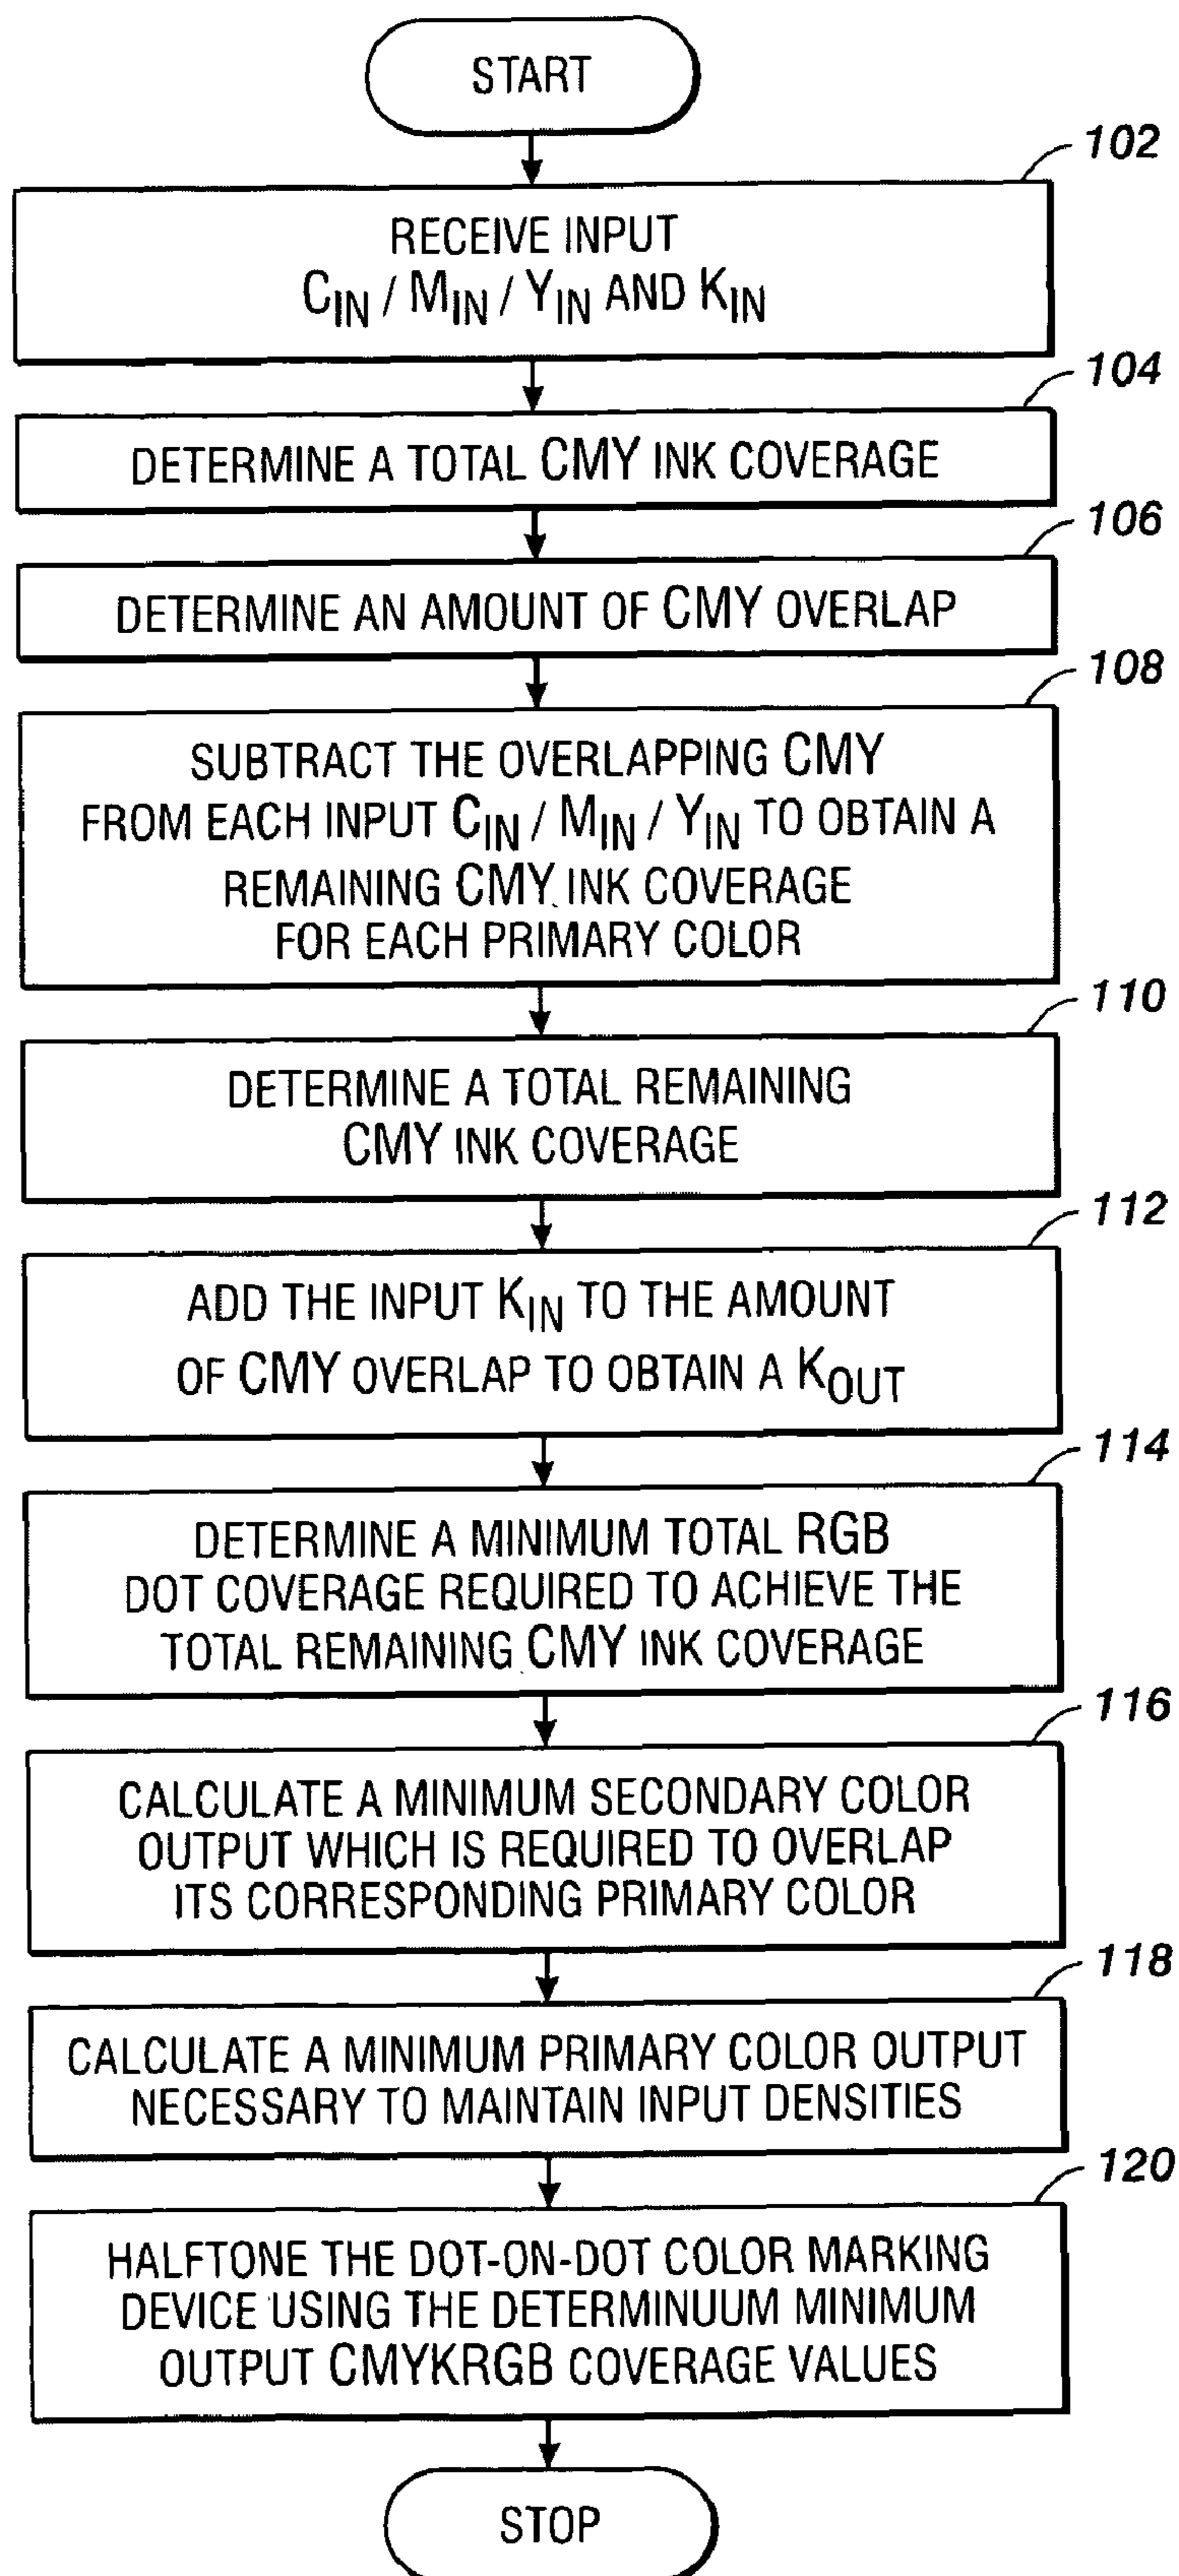 START
102
RECEIVE INPUT
CIN / MIN / YIN AND KIN
104
DETERMINE A TOTAL CMY INK COVERAGE
106
DETERMINE AN AMOUNT OF CMY OVERLAP
108
SUBTRACT THE OVERLAPPING CMY
FROM EACH INPUT CIN / MIN / YIN TO OBTAIN A
REMAINING CMY INK COVERAGE
FOR EACH PRIMARY COLOR
110
DETERMINE A TOTAL REMAINING
CMY INK COVERAGE
112
ADD THE INPUT KIN TO THE AMOUNT
OF CMY OVERLAP TO OBTAIN A KOUT
114
DETERMINE A MINIMUM TOTAL RGB
DOT COVERAGE REQUIRED TO ACHIEVE THE
TOTAL REMAINING CMY INK COVERAGE
116
CALCULATE A MINIMUM SECONDARY COLOR
OUTPUT WHICH IS REQUIRED TO OVERLAP
ITS CORRESPONDING PRIMARY COLOR
118
CALCULATE A MINIMUM PRIMARY COLOR OUTPUT
NECESSARY TO MAINTAIN INPUT DENSITIES
120
HALFTONE THE DOT-ON-DOT COLOR MARKING
DEVICE USING THE DETERMINUUM MINIMUM
OUTPUT CMYKRGB COVERAGE VALUES
STOP